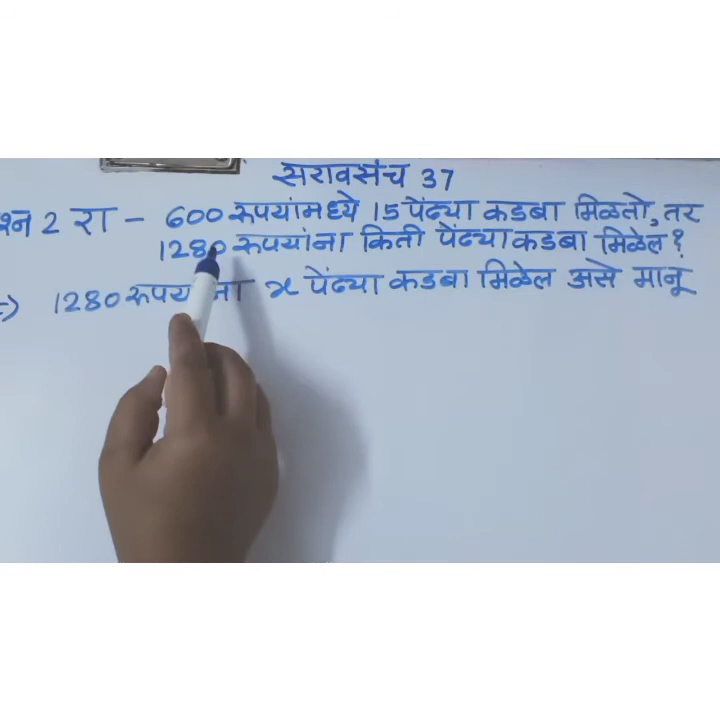 सरावसंच 37
श्न 2 रा - 600 रूपयांमध्ये 15 पेंढ्या कडबा मिळतो, तर
1280 रूपयांना किती पेंढ्या कडबा मिळेल ?
⇒) 1280 रूपयांना x पेंढ्या कडबा मिळेल असे मानू